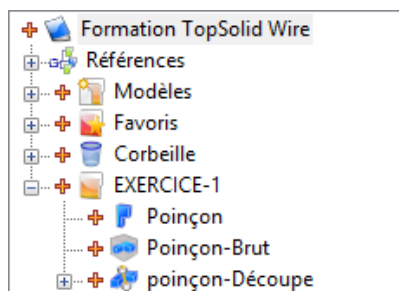 Formation TopSolid Wire
Références
Modèles
Favoris
Corbeille
EXERCICE-1
Poinçon
Poinçon-Brut
poinçon-Découpe